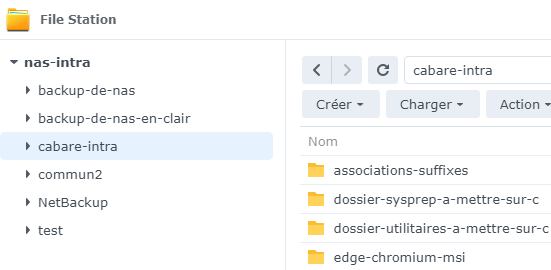 File Station
nas-intra
backup-de-nas
backup-de-nas-en-clair
cabare-intra
commun2
NetBackup
test
cabare-intra
Créer
Charger
Action
Nom
associations-suffixes
dossier-sysprep-a-mettre-sur-c
dossier-utilitaires-a-mettre-sur-c
edge-chromium-msi